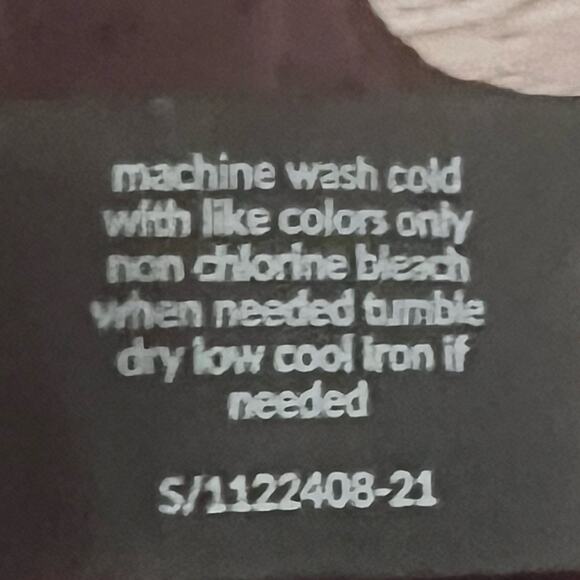 machine wash cold
with like colors only
non chlorine bleach
when needed tumble
dry low cool iron if
needed
S/1122408-21